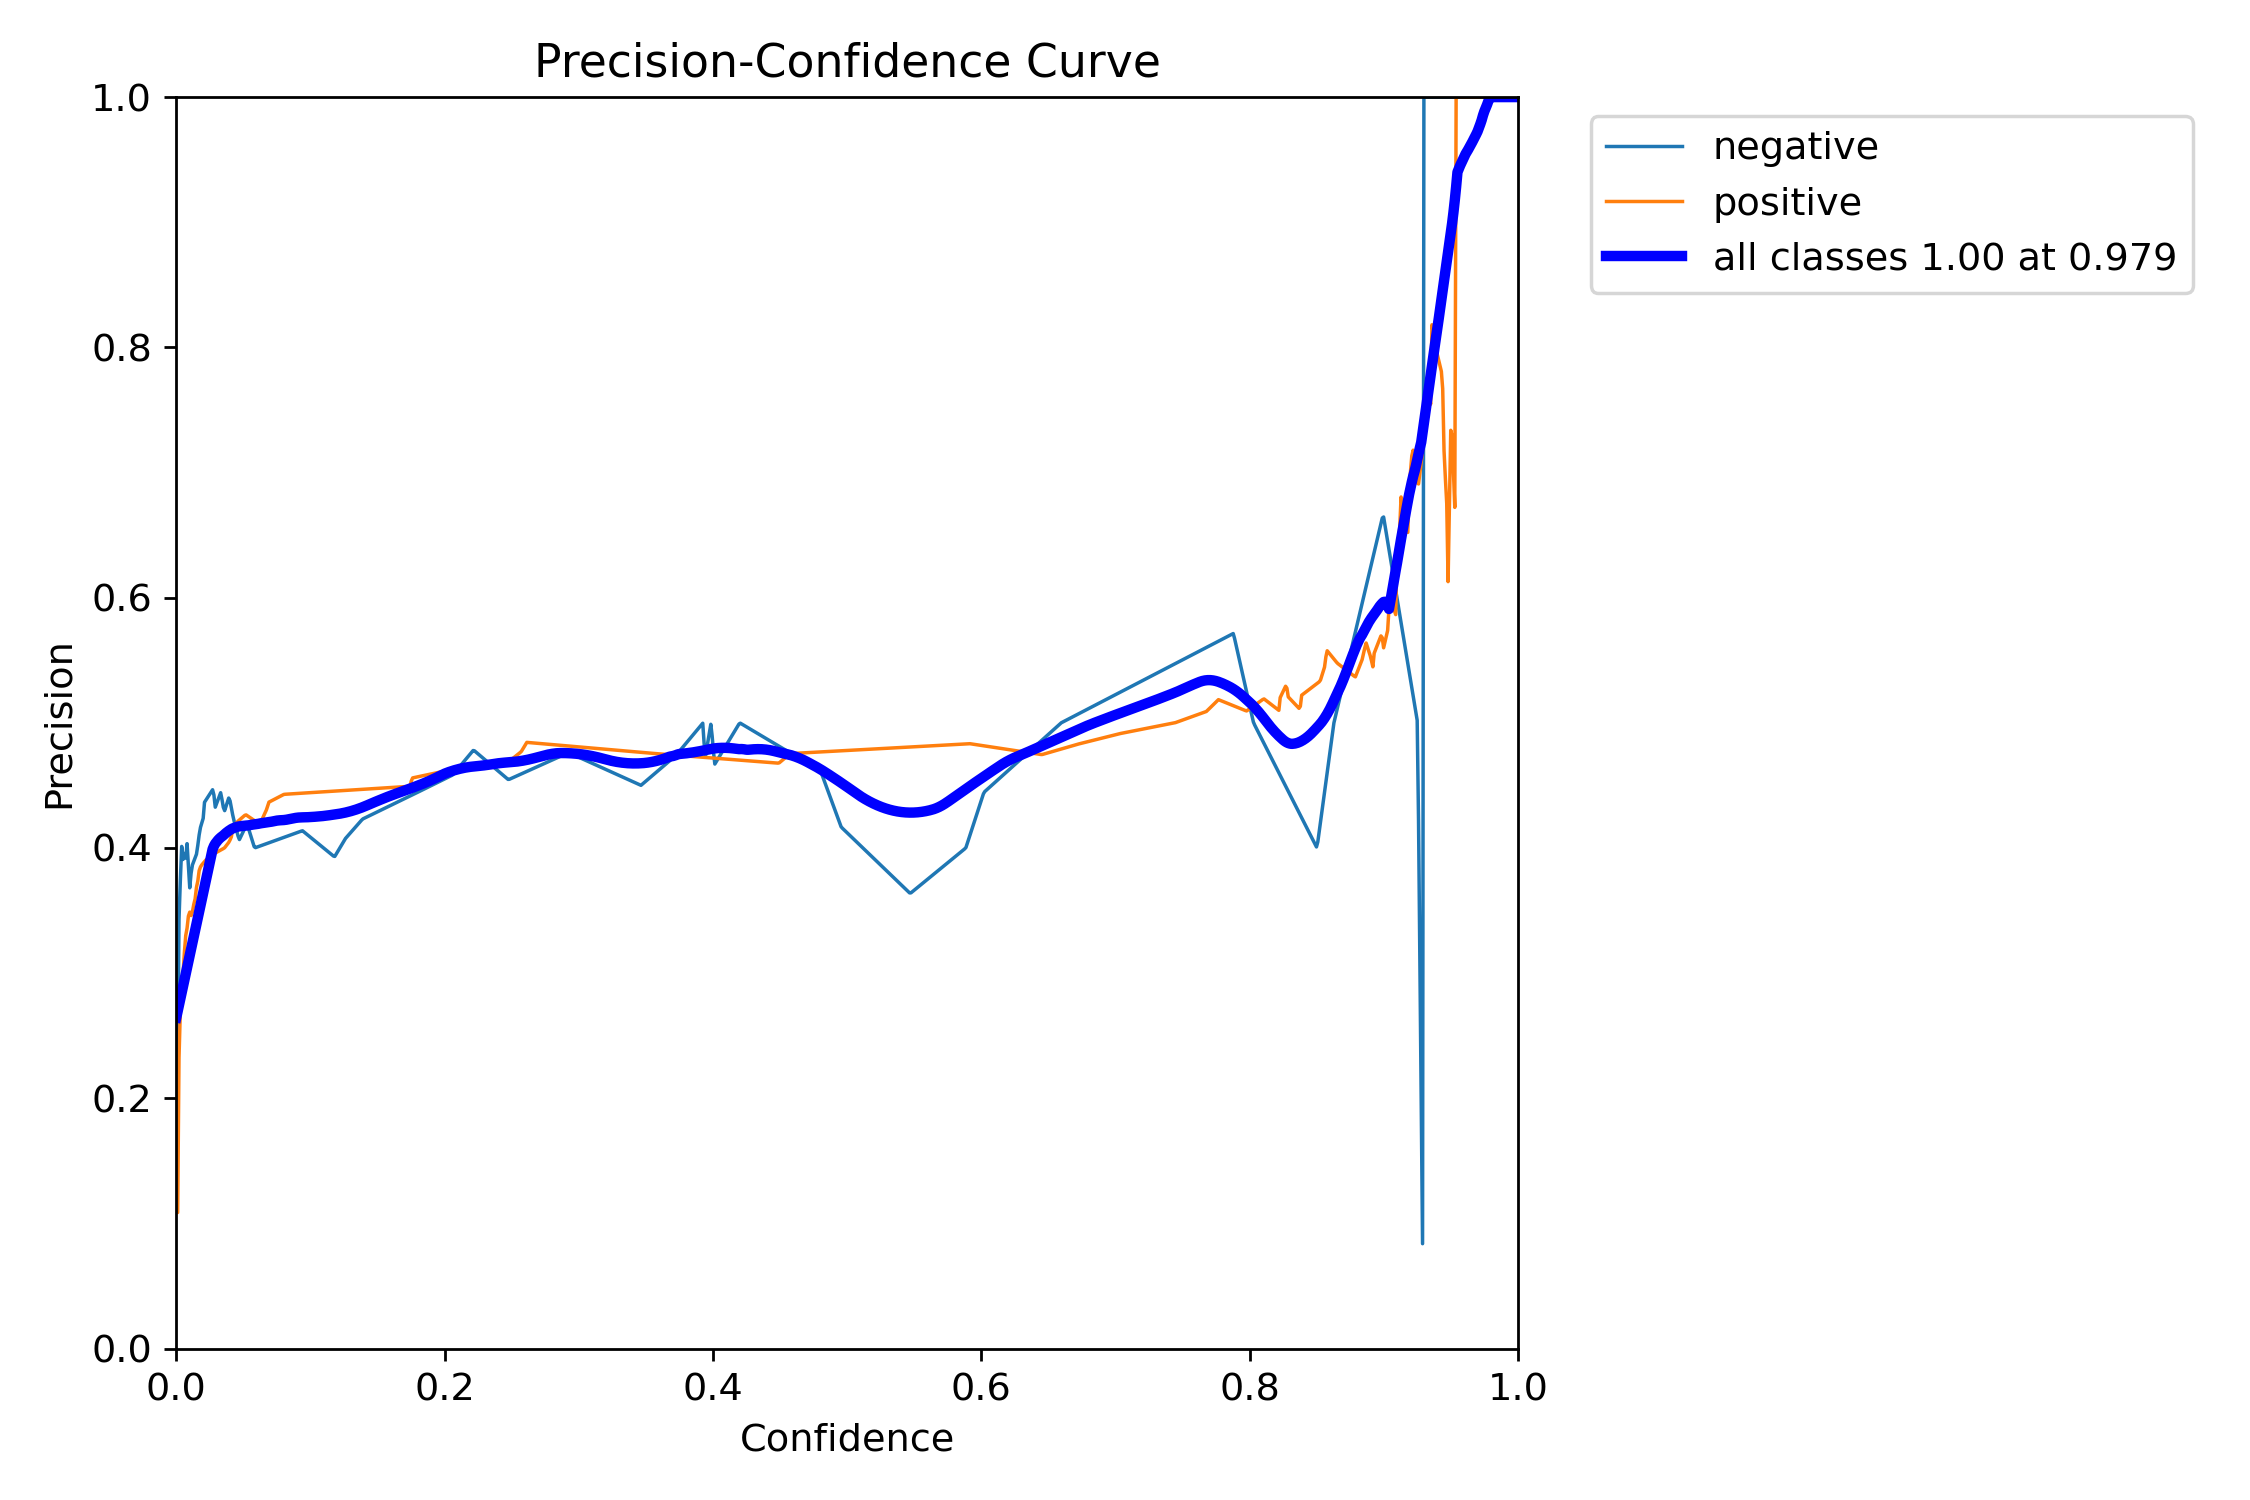 Precision-Confidence Curve
negative
positive
all classes 1.00 at 0.979
Precision
1.0
0.8
0.6
0.4
0.2
0.0
0.0 0.2 0.4 0.6 0.8 1.0
Confidence